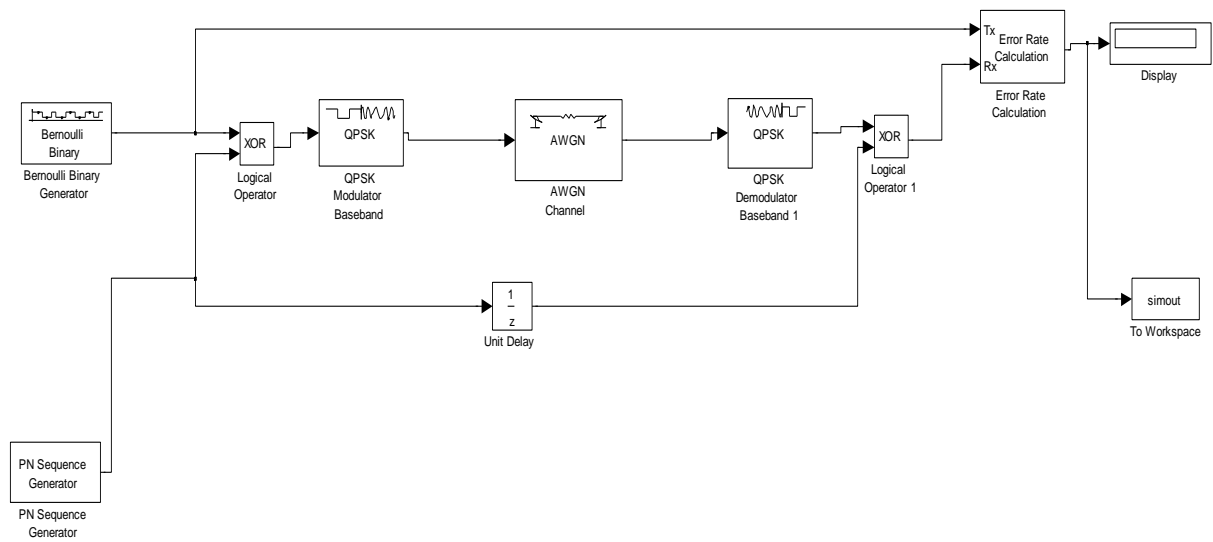 Tx
Error Rate
Calculation
Rx
Error Rate
Calculation
Display
Bernoulli
Binary
Bernoulli Binary
Generator
XOR
Logical
Operator
QPSK
QPSK
Modulator
Baseband
AWGN
AWGN
Channel
QPSK
QPSK
Demodulator
Baseband 1
XOR
Logical
Operator 1
1
z
Unit Delay
simout
To Workspace
PN Sequence
Generator
PN Sequence
Generator